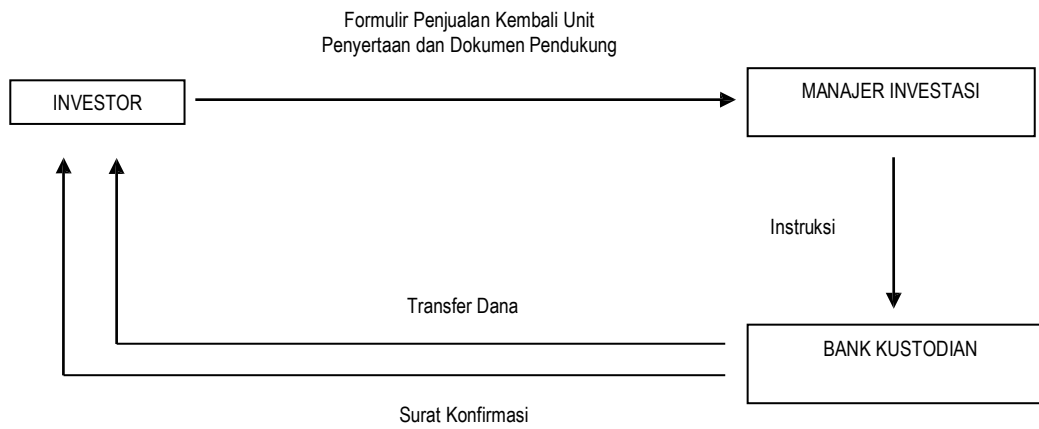 Formulir Penjualan Kembali Unit
Penyertaan dan Dokumen Pendukung
INVESTOR
MANAJER INVESTASI
Instruksi
Transfer Dana
BANK KUSTODIAN
Surat Konfirmasi